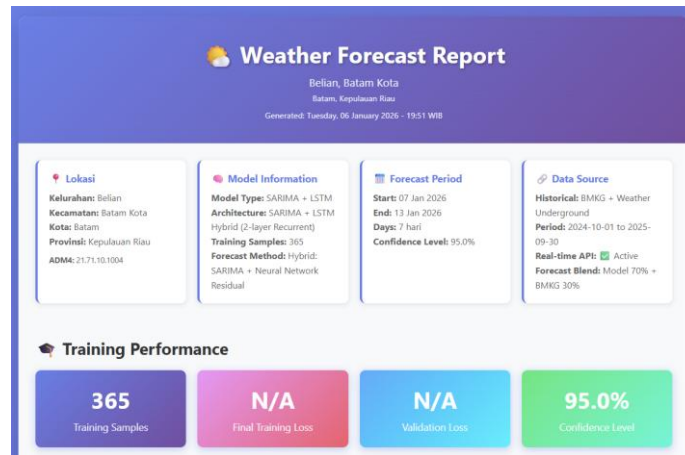 Weather Forecast Report
Belian, Batam Kota
Batam, Kepulauan Riau
Generated: Tuesday, 06 January 2026 - 19:51 WIB
Lokasi
Kelurahan: Belian
Kecamatan: Batam Kota
Kota: Batam
Provinsi: Kepulauan Riau
ADM4: 21.71.10.1004
Model Information
Model Type: SARIMA + LSTM
Architecture: SARIMA + LSTM
Hybrid (2-layer Recurrent)
Training Samples: 365
Forecast Method: Hybrid:
SARIMA + Neural Network
Residual
Forecast Period
Start: 07 Jan 2026
End: 13 Jan 2026
Days: 7 hari
Confidence Level: 95.0%
Data Source
Historical: BMKG + Weather
Underground
Period: 2024-10-01 to 2025-
09-30
Real-time API: ✅ Active
Forecast Blend: Model 70% +
BMKG 30%
Training Performance
365
Training Samples
N/A
Final Training Loss
N/A
Validation Loss
95.0%
Confidence Level